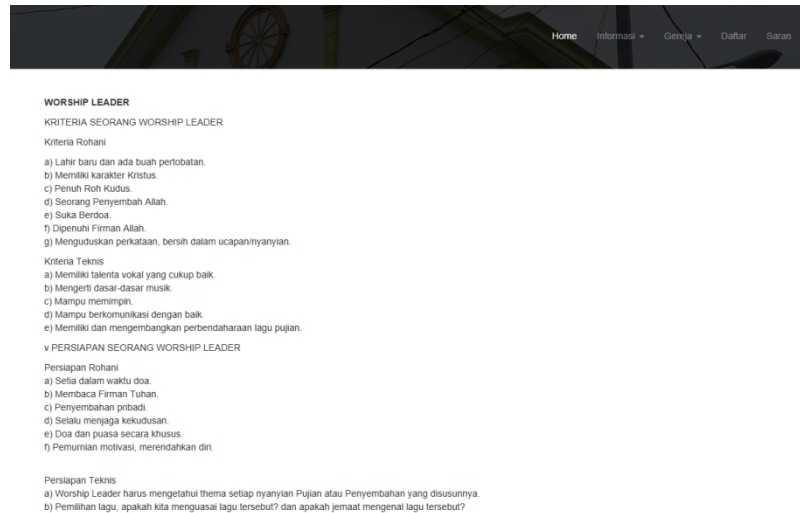 Home Informasi Gereja Daftar Saran
WORSHIP LEADER
KRITERIA SEORANG WORSHIP LEADER
Kriteria Rohani
a) Lahir baru dan ada buah pertobatan.
b) Memiliki karakter Kristus.
c) Penuh Roh Kudus.
d) Seorang Penyembah Allah.
e) Suka Berdoa.
f) Dipenuhi Firman Allah.
g) Menguduskan perkataan, bersih dalam ucapan/nyanyian.
Kriteria Teknis
a) Memiliki talenta vokal yang cukup baik.
b) Mengerti dasar-dasar musik.
c) Mampu memimpin.
d) Mampu berkomunikasi dengan baik.
e) Memiliki dan mengembangkan perbendaharaan lagu pujian.
v PERSIAPAN SEORANG WORSHIP LEADER
Persiapan Rohani
a) Setia dalam waktu doa.
b) Membaca Firman Tuhan.
c) Penyembahan pribadi.
d) Selalu menjaga kekudusan.
e) Doa dan puasa secara khusus.
f) Pemurnian motivasi, merendahkan diri.
Persiapan Teknis
a) Worship Leader harus mengetahui thema setiap nyanyian Pujian atau Penyembahan yang disusunnya.
b) Pemilihan lagu, apakah kita menguasai lagu tersebut? dan apakah jemaat mengenal lagu tersebut?